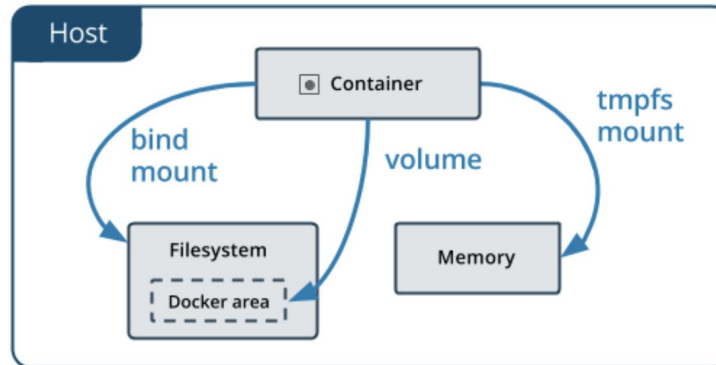 Host
Container
bind
mount
volume
tmpfs
mount
Filesystem
Docker area
Memory